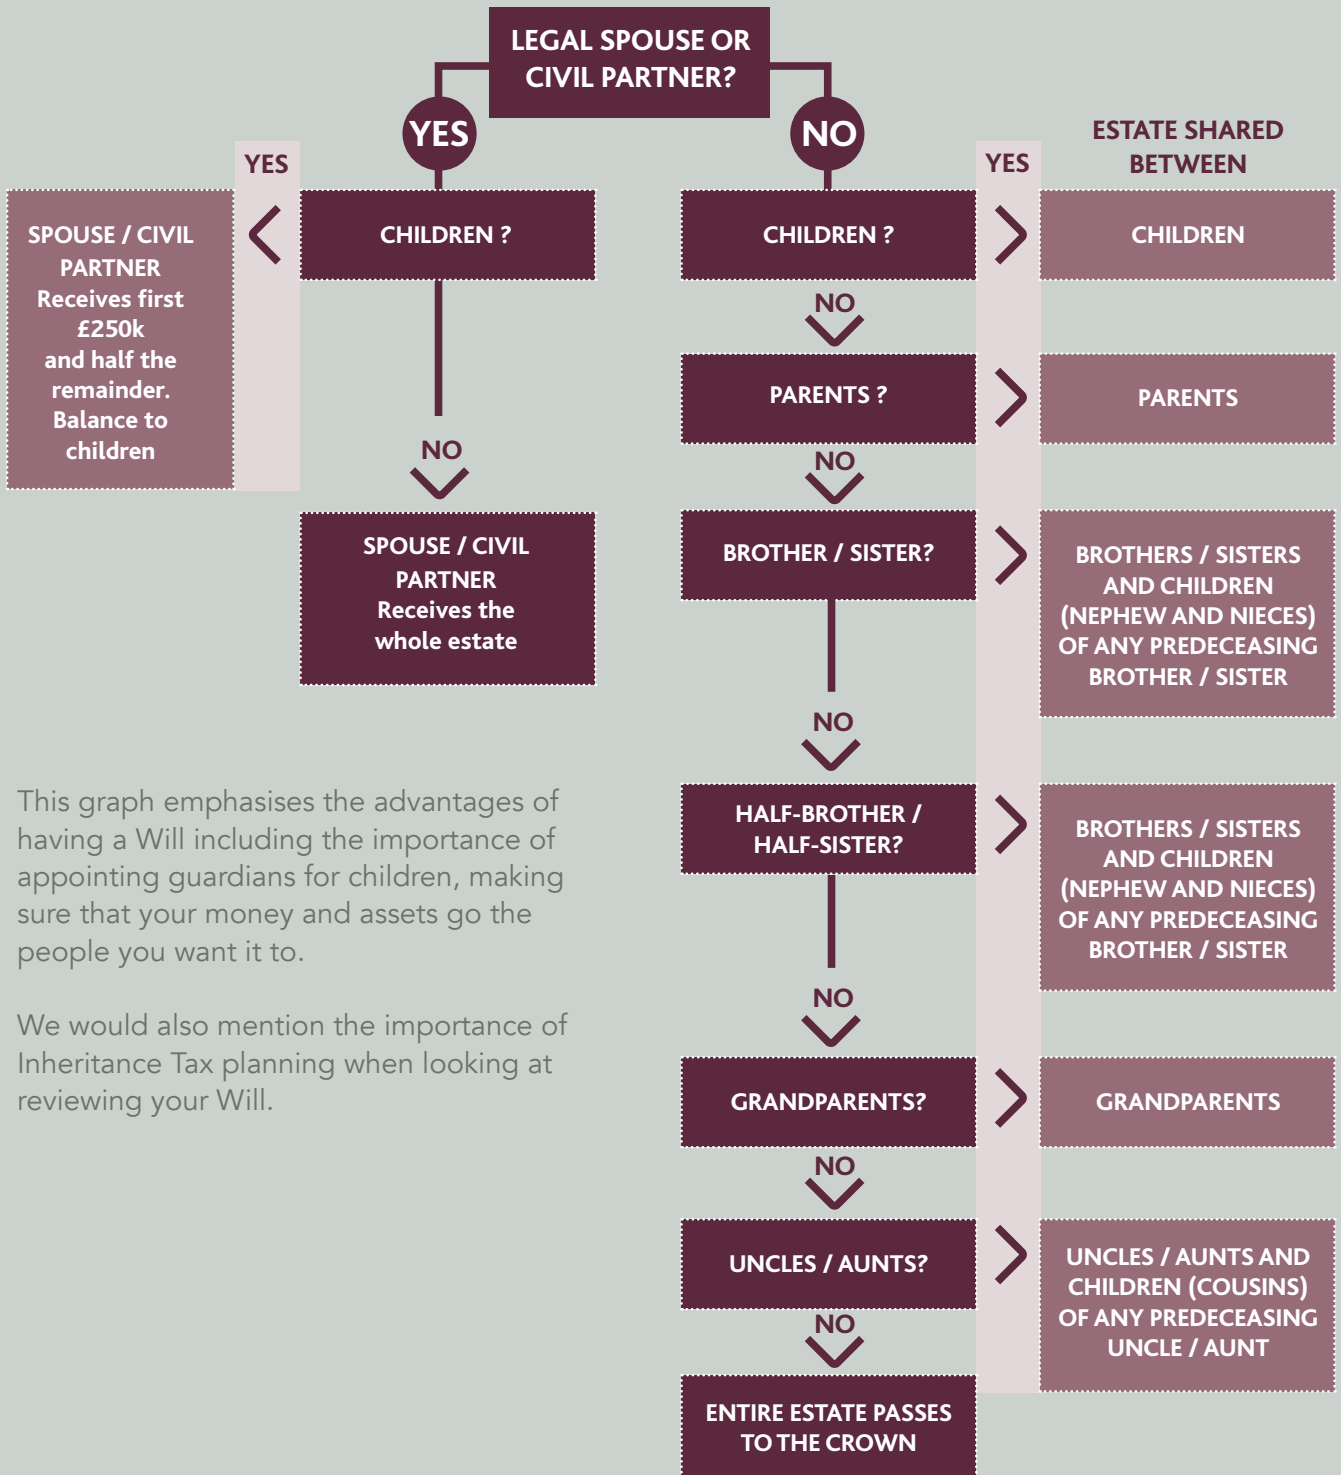 LEGAL SPOUSE OR
CIVIL PARTNER?
YES
NO
YES
SPOUSE / CIVIL
PARTNER
Receives first
£250k
and half the
remainder.
Balance to
children
CHILDREN ?
NO
SPOUSE / CIVIL
PARTNER
Receives the
whole estate
YES
ESTATE SHARED
BETWEEN
CHILDREN ?
CHILDREN
NO
PARENTS ?
PARENTS
NO
BROTHER / SISTER?
BROTHERS / SISTERS
AND CHILDREN
(NEPHEW AND NIECES)
OF ANY PREDECEASING
BROTHER / SISTER
NO
HALF-BROTHER /
HALF-SISTER?
BROTHERS / SISTERS
AND CHILDREN
(NEPHEW AND NIECES)
OF ANY PREDECEASING
BROTHER / SISTER
NO
GRANDPARENTS?
GRANDPARENTS
NO
UNCLES / AUNTS?
UNCLES / AUNTS AND
CHILDREN (COUSINS)
OF ANY PREDECEASING
UNCLE / AUNT
NO
ENTIRE ESTATE PASSES
TO THE CROWN
This graph emphasises the advantages of
having a Will including the importance of
appointing guardians for children, making
sure that your money and assets go the
people you want it to.
We would also mention the importance of
Inheritance Tax planning when looking at
reviewing your Will.